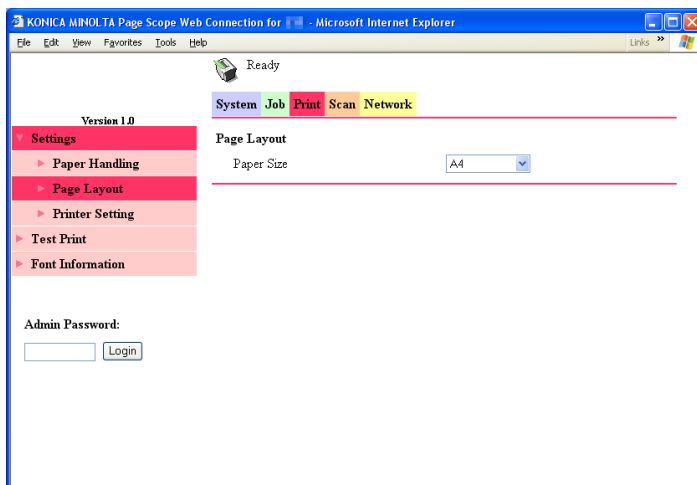 KONICA MINOLTA Page Scope Web Connection for - Microsoft Internet Explorer
File Edit View Favorites Tools Help Links »
Ready
System Job Print Scan Network
Version 1.0
Settings
Paper Handling
Page Layout
Printer Setting
Test Print
Font Information
Page Layout
Paper Size A4
Admin Password:
Login